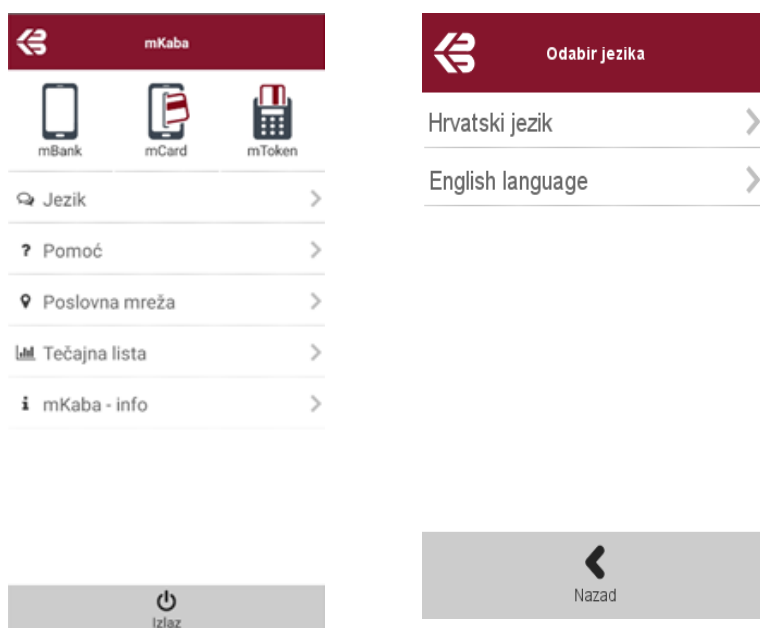 mKaba
mBank
mCard
mToken
Jezik
Pomoć
Poslovna mreža
Tečajna lista
mKaba - info
Izlaz
Odabir jezika
Hrvatski jezik
English language
Nazad